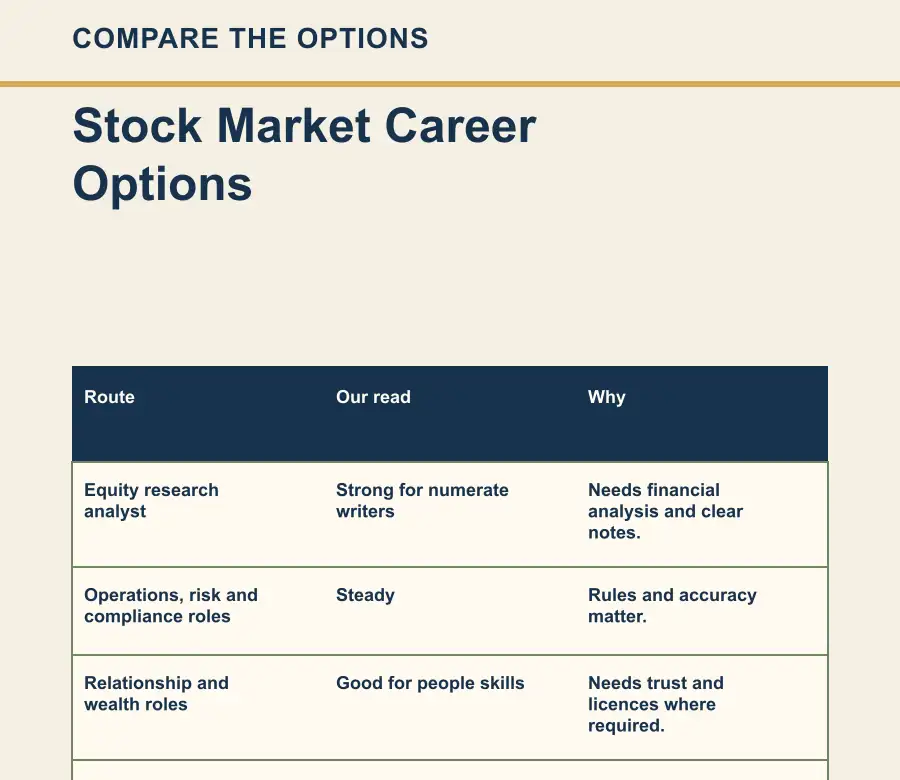 COMPARE THE OPTIONS
Stock Market Career
Options
Route
Our read
Why
Equity research
analyst
Strong for numerate
writers
Needs financial
analysis and clear
notes.
Operations, risk and
compliance roles
Steady
Rules and accuracy
matter.
Relationship and
wealth roles
Good for people skills
Needs trust and
licences where
required.